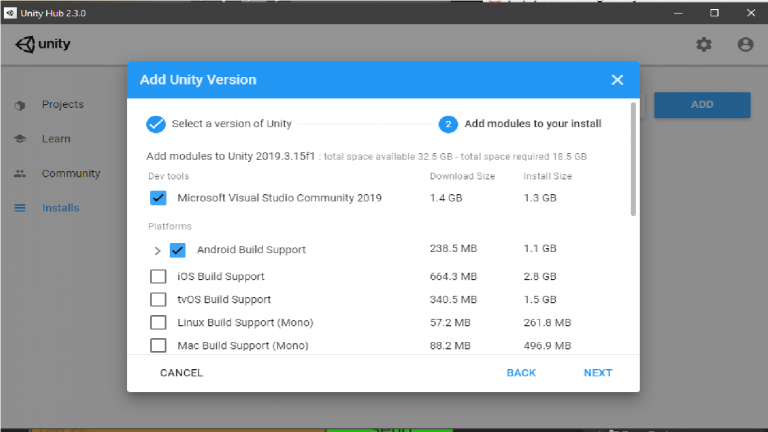 Unity Hub 2.3.0
unity
Add Unity Version
Projects
Learn
Community
Installs
ADD
Select a version of Unity
2
Add modules to your install
Add modules to Unity 2019.3.15f1 : total space available 32.5 GB - total space required 18.5 GB
Dev tools Download Size Install Size
Microsoft Visual Studio Community 2019 1.4 GB 1.3 GB
Platforms
Android Build Support 238.5 MB 1.1 GB
iOS Build Support 664.3 MB 2.8 GB
tvOS Build Support 340.5 MB 1.5 GB
Linux Build Support (Mono) 57.2 MB 261.8 MB
Mac Build Support (Mono) 88.2 MB 496.9 MB
CANCEL BACK NEXT